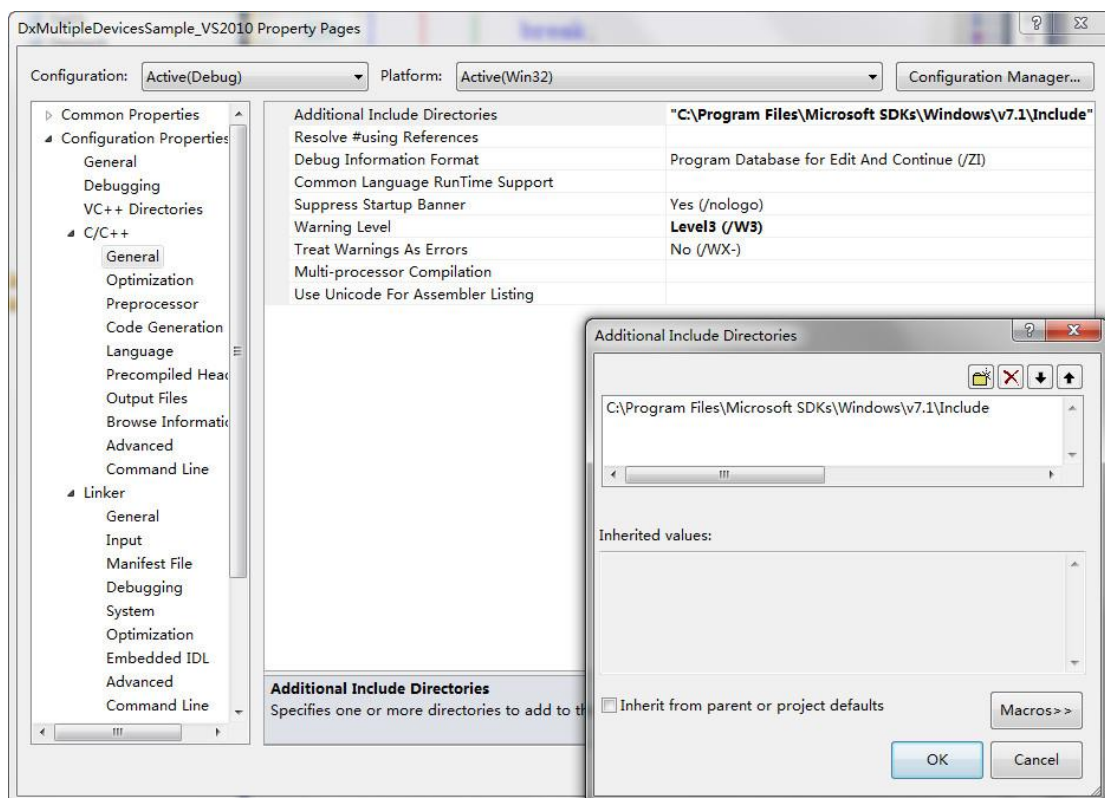 DxMultipleDevicesSample_VS2010 Property Pages
Configuration: Active(Debug) Platform: Active(Win32) Configuration Manager...
Common Properties
Configuration Properties
General
Debugging
VC++ Directories
C/C++
General
Optimization
Preprocessor
Code Generation
Language
Precompiled Head
Output Files
Browse Informatic
Advanced
Command Line
Linker
General
Input
Manifest File
Debugging
System
Optimization
Embedded IDL
Advanced
Command Line
Additional Include Directories "C:\Program Files\Microsoft SDKs\Windows\v7.1\Include"
Resolve #using References
Debug Information Format Program Database for Edit And Continue (/ZI)
Common Language RunTime Support
Suppress Startup Banner Yes (/nologo)
Warning Level Level3 (/W3)
Treat Warnings As Errors No (/WX-)
Multi-processor Compilation
Use Unicode For Assembler Listing
Additional Include Directories
Specifies one or more directories to add to th
Additional Include Directories
C:\Program Files\Microsoft SDKs\Windows\v7.1\Include
Inherited values:
Inherit from parent or project defaults
Macros>>
OK Cancel